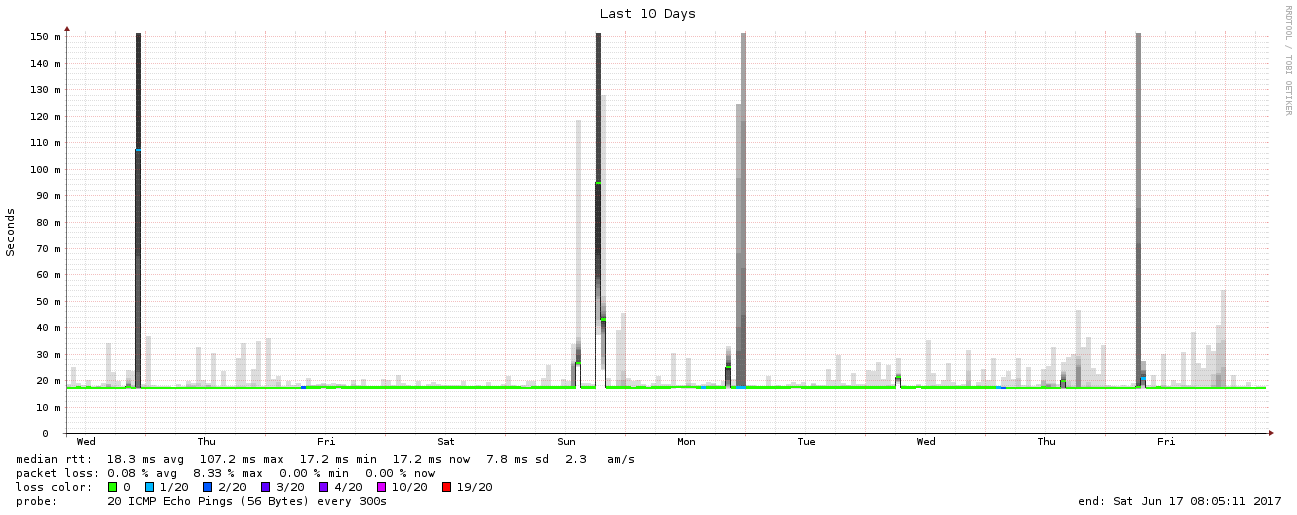 Last 10 Days
RRDTOOL / TOBI OETIKER
Seconds
150 m
140 m
130 m
120 m
110 m
100 m
90 m
80 m
70 m
60 m
50 m
40 m
30 m
20 m
10 m
0
Wed Thu Fri Sat Sun Mon Tue Wed Thu Fri
median rtt: 18.3 ms avg 107.2 ms max 17.2 ms min 17.2 ms now 7.8 ms sd 2.3 am/s
packet loss: 0.08 % avg 8.33 % max 0.00 % min 0.00 % now
loss color: 0 1/20 2/20 3/20 4/20 10/20 19/20
probe: 20 ICMP Echo Pings (56 Bytes) every 300s end: Sat Jun 17 08:05:11 2017